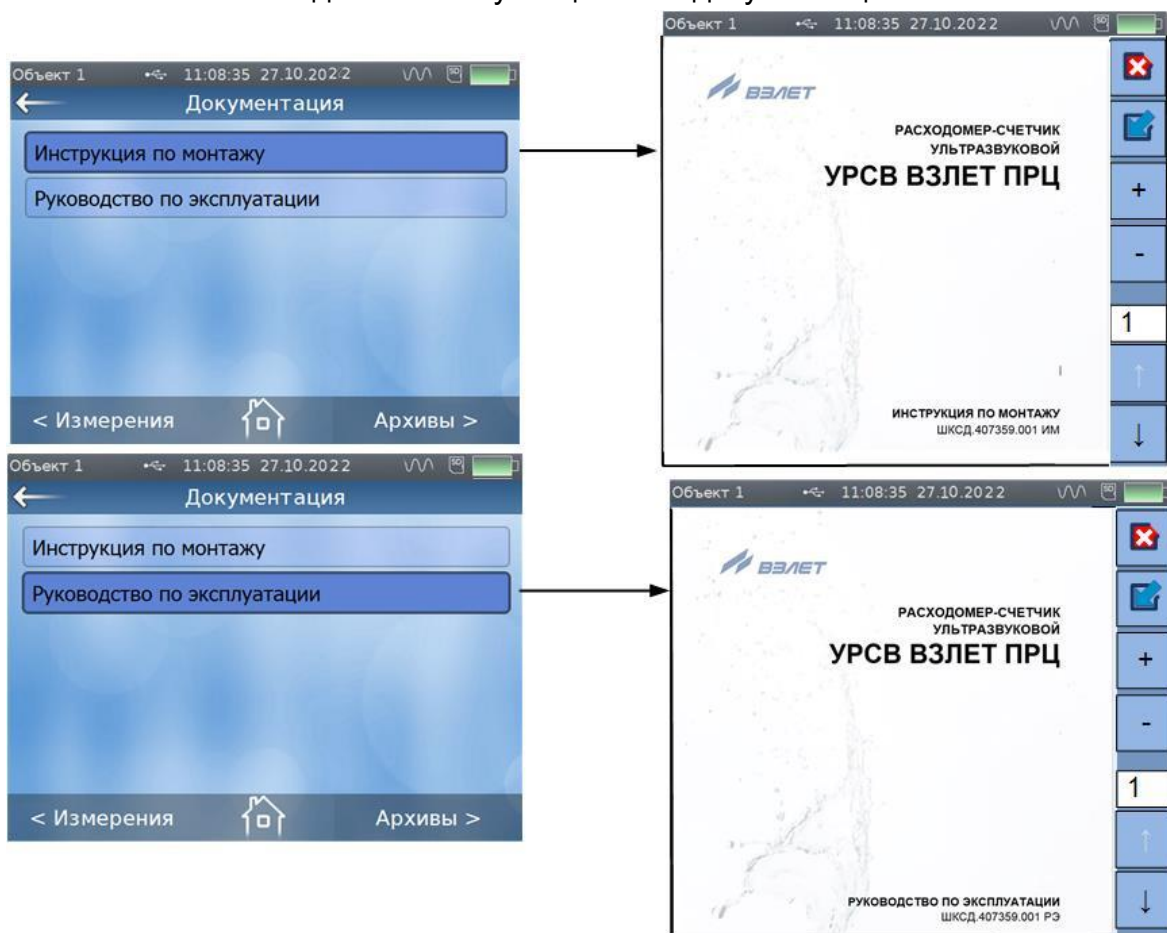 Объект 1 11:08:35 27.10.2022
Документация
Инструкция по монтажу
Руководство по эксплуатации
< Измерения Архивы >
Объект 1 11:08:35 27.10.2022 SD
ВЗЛЕТ
РАСХОДОМЕР-СЧЕТЧИК
УЛЬТРАЗВУКОВОЙ
УРСВ ВЗЛЕТ ПРЦ
ИНСТРУКЦИЯ ПО МОНТАЖУ
ШКСД.407359.001 ИМ
+
-
1
↑
↓
Объект 1 11:08:35 27.10.2022 SD
Документация
Инструкция по монтажу
Руководство по эксплуатации
< Измерения Архивы >
Объект 1 11:08:35 27.10.2022 SD
ВЗЛЕТ
РАСХОДОМЕР-СЧЕТЧИК
УЛЬТРАЗВУКОВОЙ
УРСВ ВЗЛЕТ ПРЦ
РУКОВОДСТВО ПО ЭКСПЛУАТАЦИИ
ШКСД.407359.001 РЭ
+
-
1
↑
↓